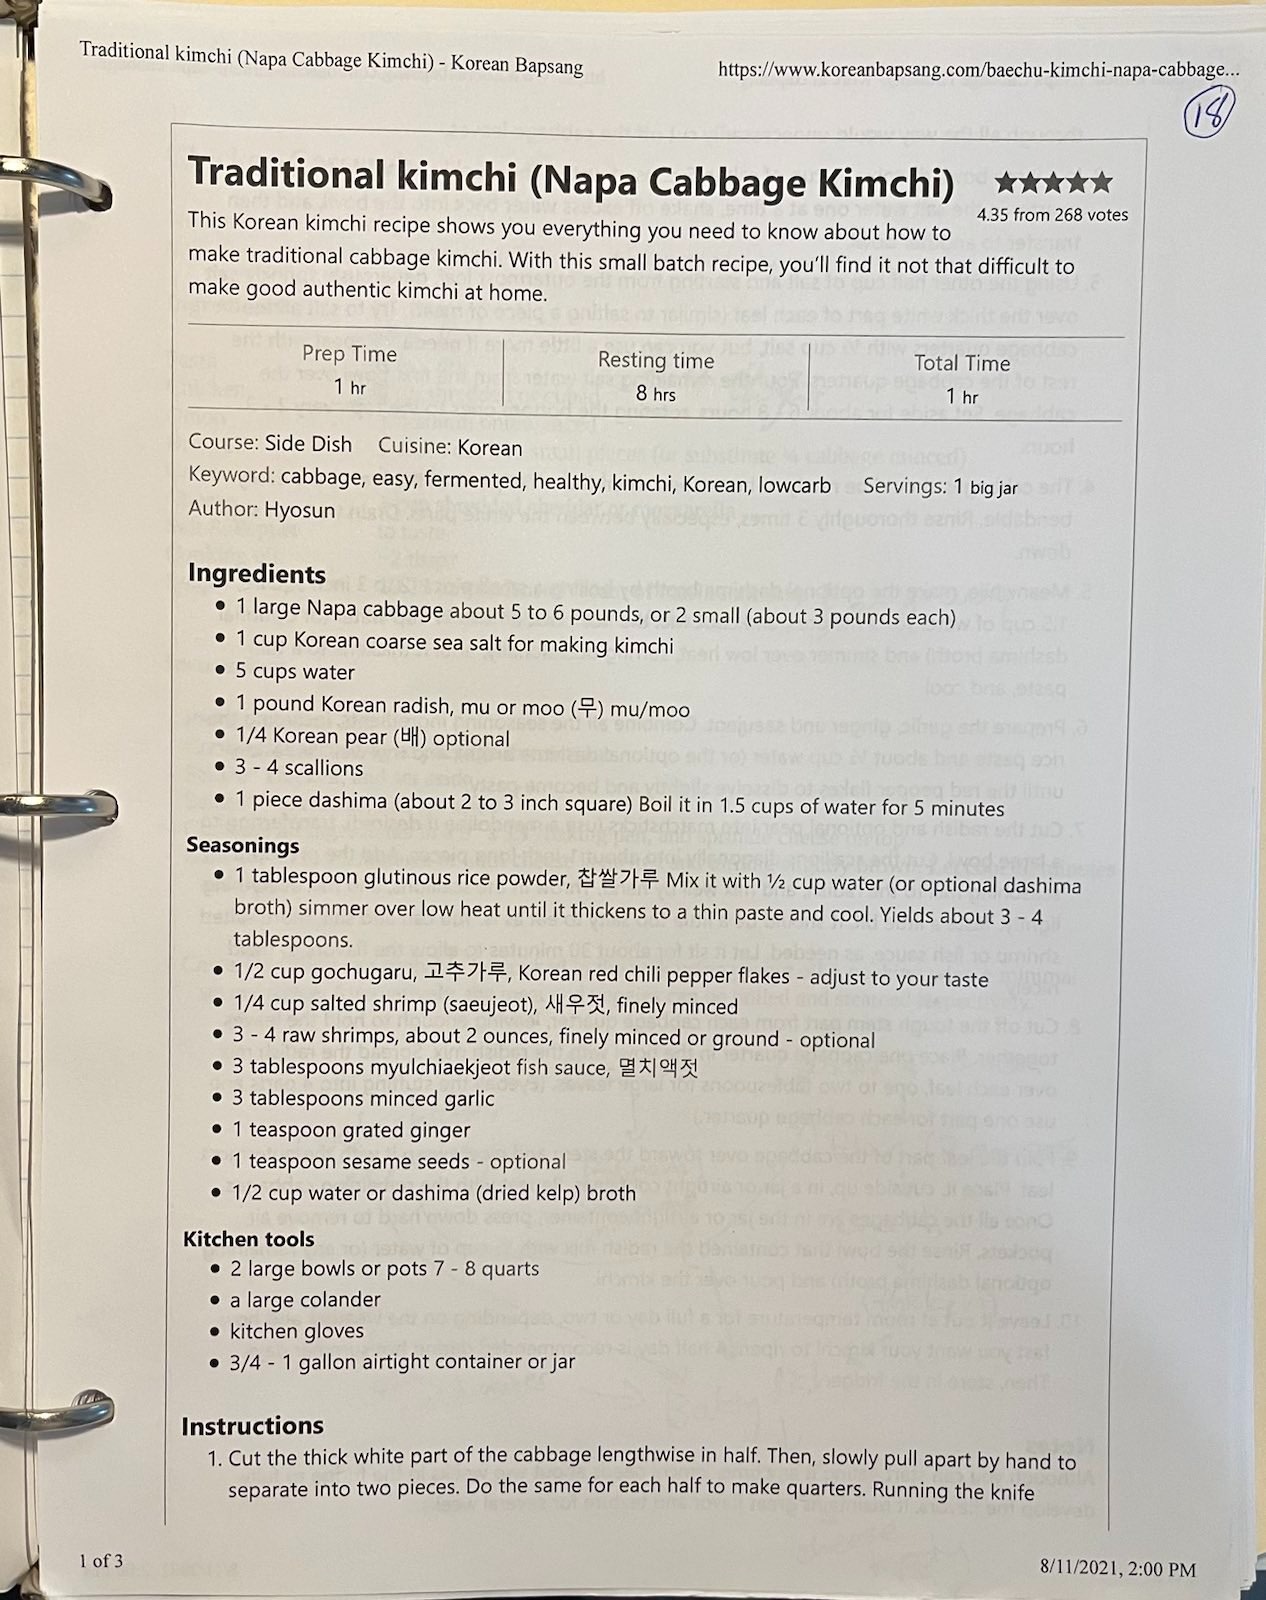 Traditional kimchi (Napa Cabbage Kimchi) - Korean Bapsang
https://www.koreanbapsang.com/baechu-kimchi-napa-cabbage...
18
Traditional kimchi (Napa Cabbage Kimchi) ★★★★★
4.35 from 268 votes
This Korean kimchi recipe shows you everything you need to know about how to
make traditional cabbage kimchi. With this small batch recipe, you'll find it not that difficult to
make good authentic kimchi at home.
Prep Time Resting time Total Time
1 hr 8 hrs 1 hr
Course: Side Dish Cuisine: Korean
Keyword: cabbage, easy, fermented, healthy, kimchi, Korean, lowcarb Servings: 1 big jar
Author: Hyosun
Ingredients
• 1 large Napa cabbage about 5 to 6 pounds, or 2 small (about 3 pounds each)
• 1 cup Korean coarse sea salt for making kimchi
• 5 cups water
• 1 pound Korean radish, mu or moo (무) mu/moo
• 1/4 Korean pear (배) optional
• 3 - 4 scallions
• 1 piece dashima (about 2 to 3 inch square) Boil it in 1.5 cups of water for 5 minutes
Seasonings
• 1 tablespoon glutinous rice powder, 찹쌀가루 Mix it with ½ cup water (or optional dashima
broth) simmer over low heat until it thickens to a thin paste and cool. Yields about 3 - 4
tablespoons.
• 1/2 cup gochugaru, 고추가루, Korean red chili pepper flakes - adjust to your taste
• 1/4 cup salted shrimp (saeujeot), 새우젓, finely minced
• 3 - 4 raw shrimps, about 2 ounces, finely minced or ground - optional
• 3 tablespoons myulchiaekjeot fish sauce, 멸치액젓
• 3 tablespoons minced garlic
• 1 teaspoon grated ginger
• 1 teaspoon sesame seeds - optional
• 1/2 cup water or dashima (dried kelp) broth
Kitchen tools
• 2 large bowls or pots 7 - 8 quarts
• a large colander
• kitchen gloves
• 3/4 - 1 gallon airtight container or jar
Instructions
1. Cut the thick white part of the cabbage lengthwise in half. Then, slowly pull apart by hand to
separate into two pieces. Do the same for each half to make quarters. Running the knife
1 of 3
8/11/2021, 2:00 PM